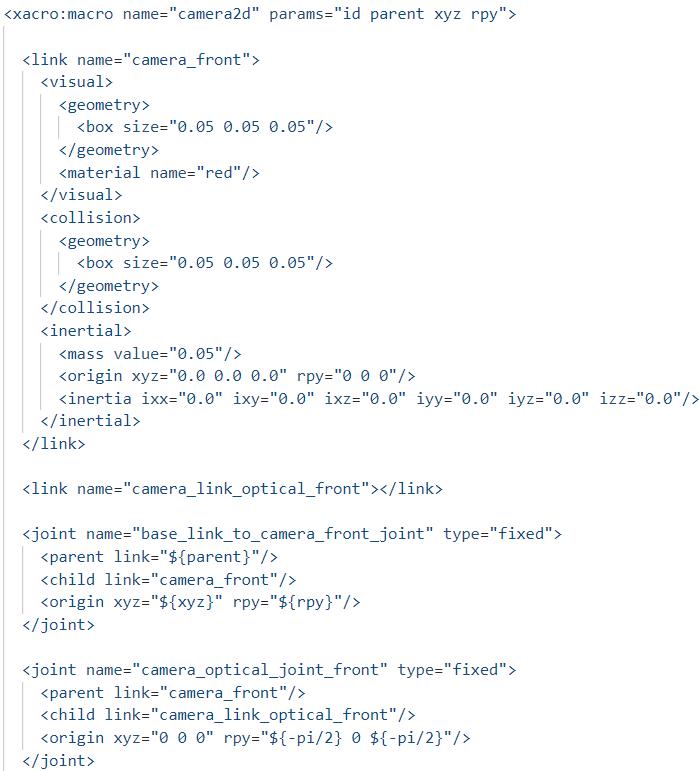 <xacro:macro name="camera2d" params="id parent xyz rpy">
<link name="camera_front">
<visual>
<geometry>
<box size="0.05 0.05 0.05"/>
</geometry>
<material name="red"/>
</visual>
<collision>
<geometry>
<box size="0.05 0.05 0.05"/>
</geometry>
</collision>
<inertial>
<mass value="0.05"/>
<origin xyz="0.0 0.0 0.0" rpy="0 0 0"/>
<inertia ixx="0.0" ixy="0.0" ixz="0.0" iyy="0.0" iyz="0.0" izz="0.0"/>
</inertial>
</link>
<link name="camera_link_optical_front"></link>
<joint name="base_link_to_camera_front_joint" type="fixed">
<parent link="${parent}"/>
<child link="camera_front"/>
<origin xyz="${xyz}" rpy="${rpy}"/>
</joint>
<joint name="camera_optical_joint_front" type="fixed">
<parent link="camera_front"/>
<child link="camera_link_optical_front"/>
<origin xyz="0 0 0" rpy="${-pi/2} 0 ${-pi/2}"/>
</joint>